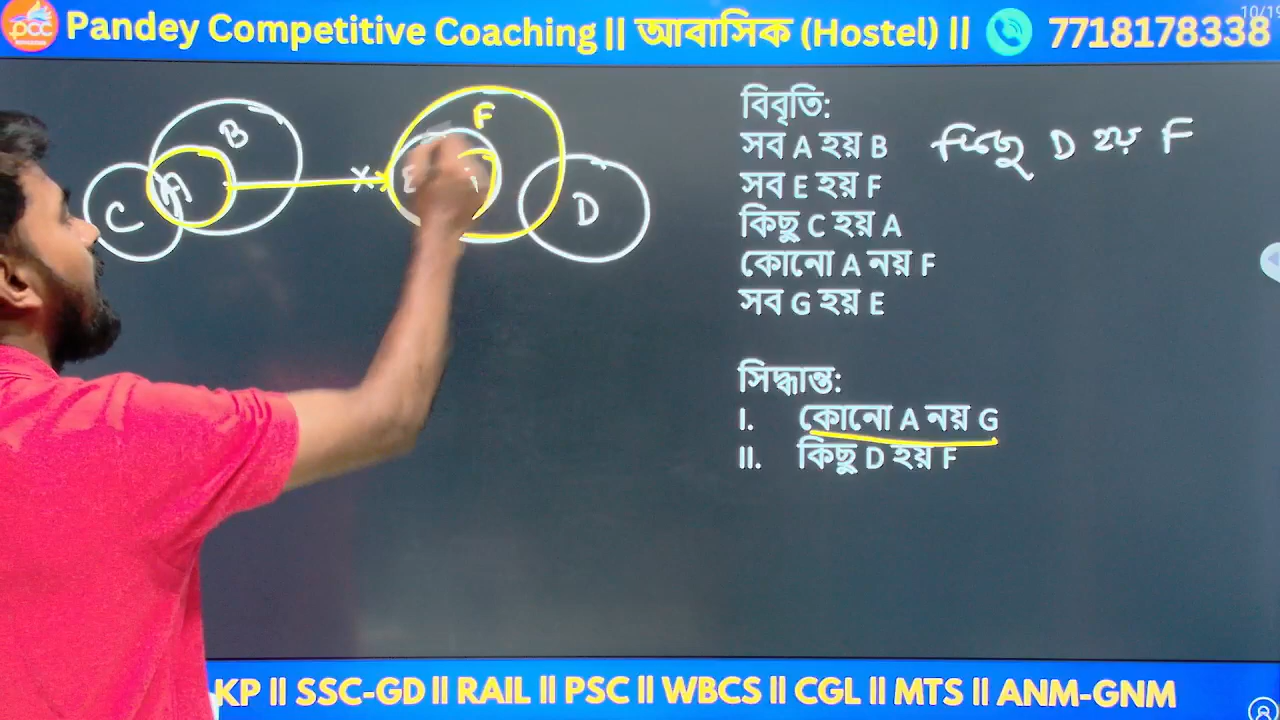 Pandey Competitive Coaching || আবাসিক (Hostel) || 7718178338
pcc
B
F
A
C
E
D
বিবৃতি:
সব A হয় B
কিছু D হয় F
সব E হয় F
কিছু C হয় A
কোনো A নয় F
সব G হয় E
সিদ্ধান্ত:
I. কোনো A নয় G
II. কিছু D হয় F
KP || SSC-GD || RAIL || PSC || WBCS || CGL || MTS || ANM-GNM